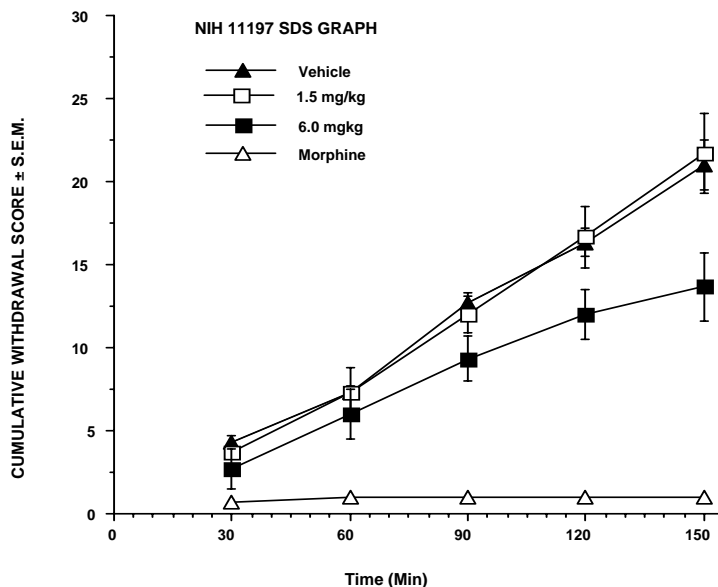 NIH 11197 SDS GRAPH
Vehicle
1.5 mg/kg
6.0 mgkg
Morphine
CUMULATIVE WITHDRAWAL SCORE ± S.E.M.
30
25
20
15
10
5
0
0 30 60 90 120 150
Time (Min)